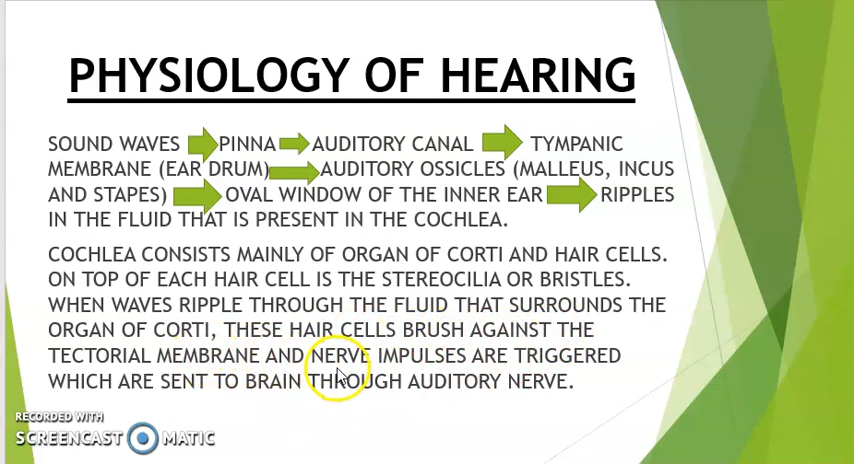 PHYSIOLOGY OF HEARING
SOUND WAVES PINNA AUDITORY CANAL TYMPANIC
MEMBRANE (EAR DRUM) AUDITORY OSSICLES (MALLEUS, INCUS
AND STAPES) OVAL WINDOW OF THE INNER EAR RIPPLES
IN THE FLUID THAT IS PRESENT IN THE COCHLEA.
COCHLEA CONSISTS MAINLY OF ORGAN OF CORTI AND HAIR CELLS.
ON TOP OF EACH HAIR CELL IS THE STEREOCILIA OR BRISTLES.
WHEN WAVES RIPPLE THROUGH THE FLUID THAT SURROUNDS THE
ORGAN OF CORTI, THESE HAIR CELLS BRUSH AGAINST THE
TECTORIAL MEMBRANE AND NERVE IMPULSES ARE TRIGGERED
WHICH ARE SENT TO BRAIN THROUGH AUDITORY NERVE.
RECORDED WITH
SCREENCAST MATIC